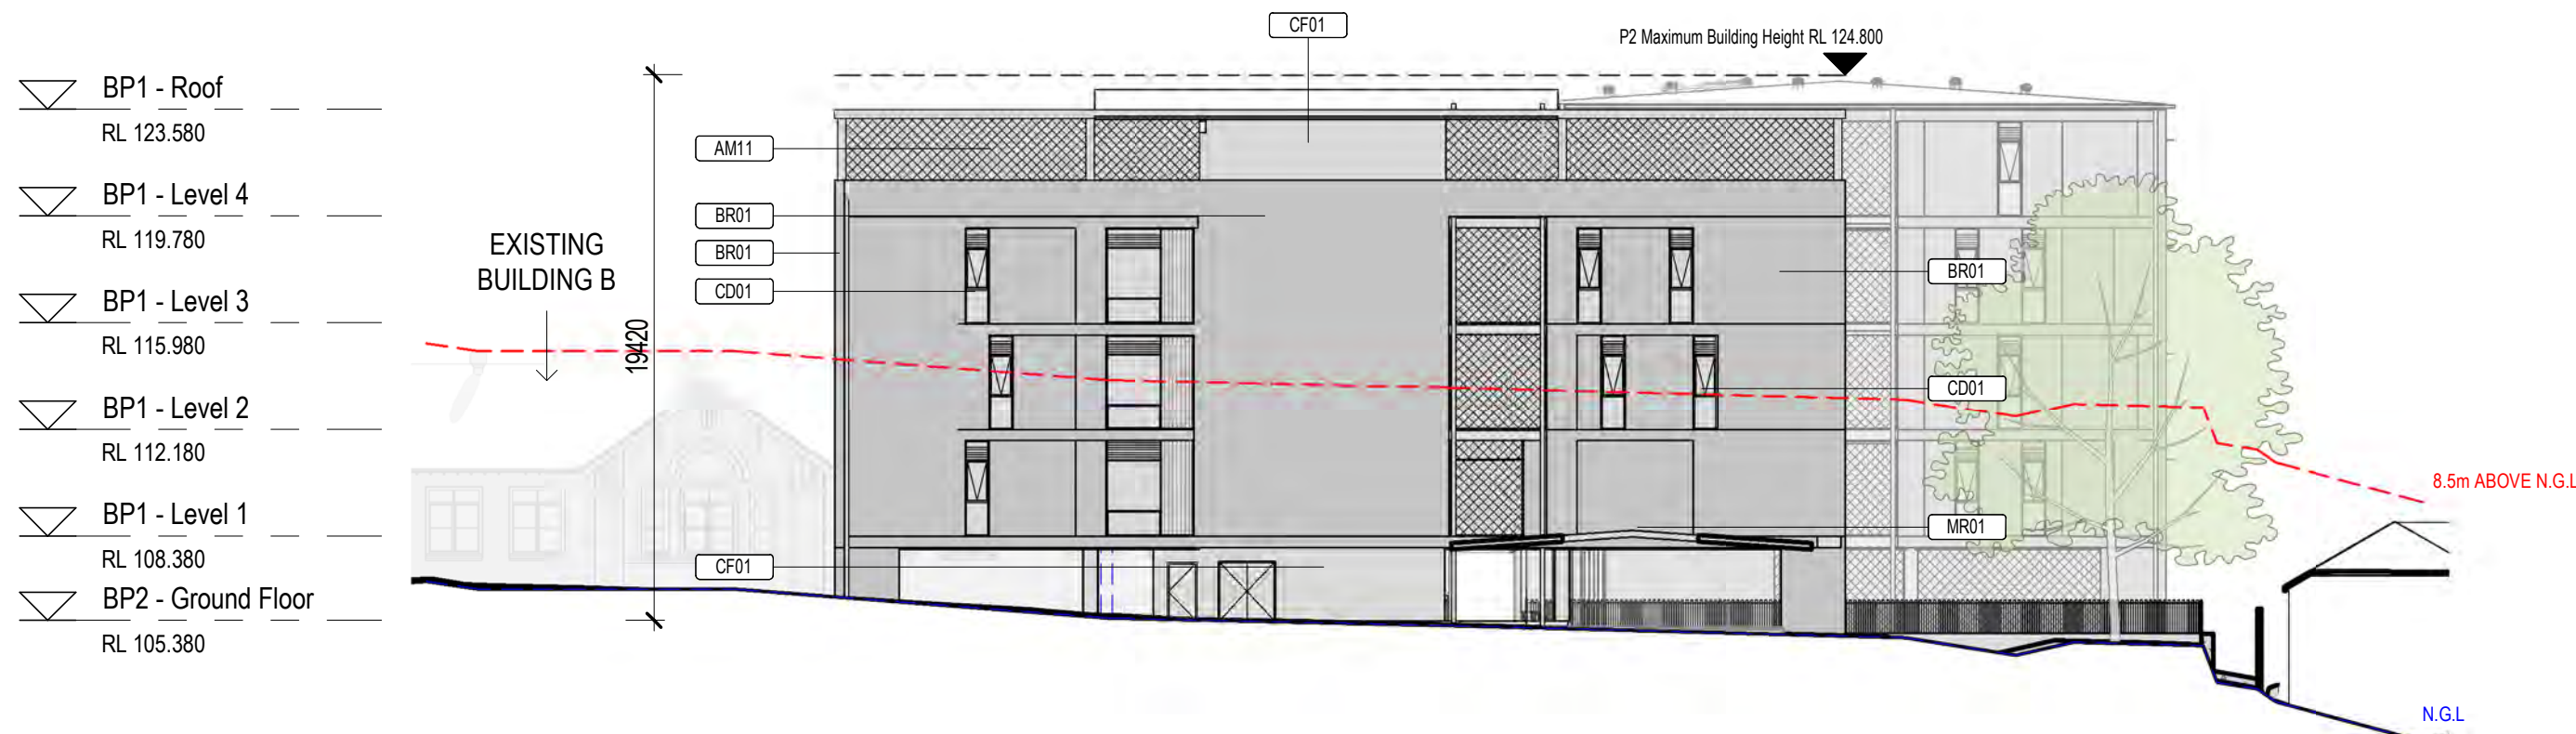 CF01
P2 Maximum Building Height RL 124.800
BP1 - Roof
RL 123.580
AM11
BP1 - Level 4
RL 119.780
BR01
EXISTING
BUILDING B
BR01
BR01
CD01
BP1 - Level 3
RL 115.980
19420
CD01
BP1 - Level 2
RL 112.180
8.5m ABOVE N.G.L
BP1 - Level 1
RL 108.380
MR01
CF01
BP2 - Ground Floor
RL 105.380
N.G.L